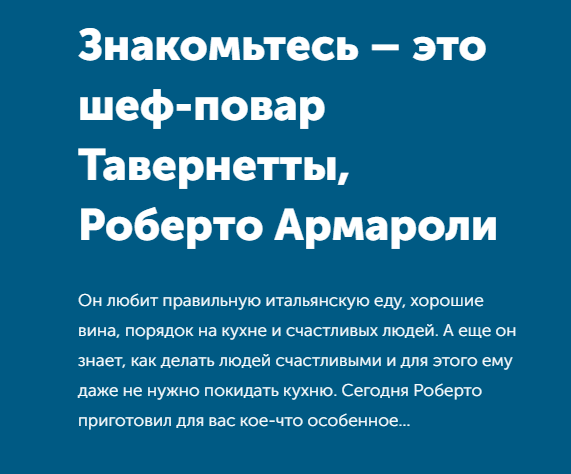 Знакомьтесь – это
шеф-повар
Тавернетты,
Роберто Армароли
Он любит правильную итальянскую еду, хорошие
вина, порядок на кухне и счастливых людей. А еще он
знает, как делать людей счастливыми и для этого ему
даже не нужно покидать кухню. Сегодня Роберто
приготовил для вас кое-что особенное...